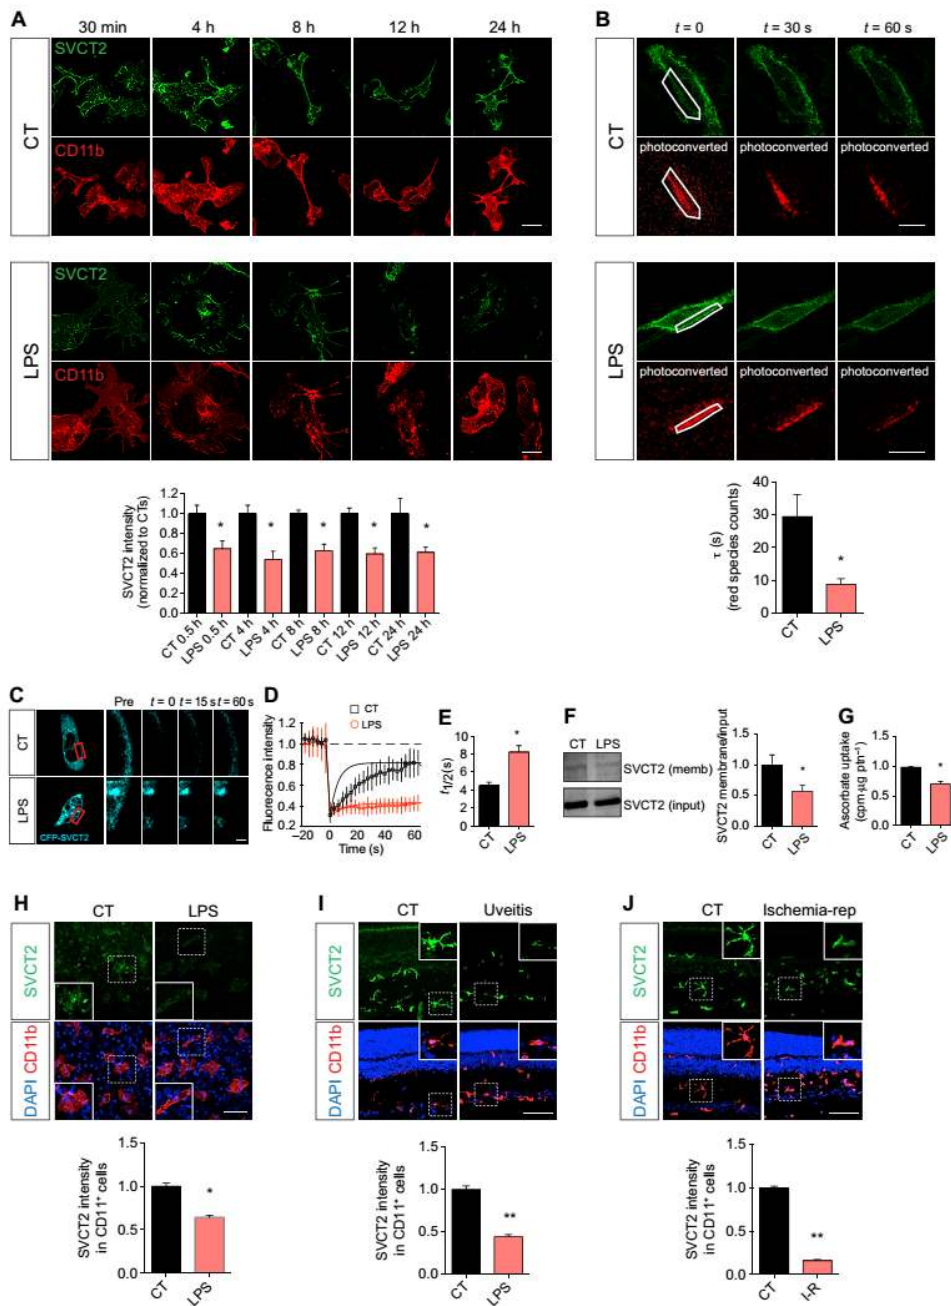 A
30 min 4 h 8 h 12 h 24 h
CT
SVCT2
CD11b
LPS
SVCT2
CD11b
SVCT2 intensity
(normalized to CTs)
1.2
1.0
0.8
0.6
0.4
0.2
0.0
* * * * *
CT 0.5 h LPS 0.5 h CT 4 h LPS 4 h CT 8 h LPS 8 h CT 12 h LPS 12 h CT 24 h LPS 24 h
B
t = 0 t = 30 s t = 60 s
CT
photoconverted photoconverted photoconverted
LPS
photoconverted photoconverted photoconverted
τ (s)
(red species counts)
40
30
20
10
0
*
CT LPS
C
Pre t = 0 t = 15 s t = 60 s
CT
LPS
CFP-SVCT2
D
CT
LPS
Fluorescence intensity
1.2
1.0
0.8
0.6
0.4
0.2
−20 0 20 40 60
Time (s)
E
t1/2(s)
10
8
6
4
2
0
*
CT LPS
F
CT LPS
SVCT2 (memb)
SVCT2 (input)
SVCT2 membrane/input
1.5
1.0
0.5
0.0
*
CT LPS
G
Ascorbate uptake
(cpm·μg ptn⁻¹)
1.5
1.0
0.5
0.0
*
CT LPS
H
CT LPS
SVCT2
DAPI CD11b
SVCT2 intensity
in CD11⁺ cells
1.5
1.0
0.5
0.0
*
CT LPS
I
CT Uveitis
SVCT2
DAPI CD11b
SVCT2 intensity
in CD11⁺ cells
1.5
1.0
0.5
0.0
**
CT LPS
J
CT Ischemia-rep
SVCT2
DAPI CD11b
SVCT2 intensity
in CD11⁺ cells
1.5
1.0
0.5
0.0
**
CT I-R